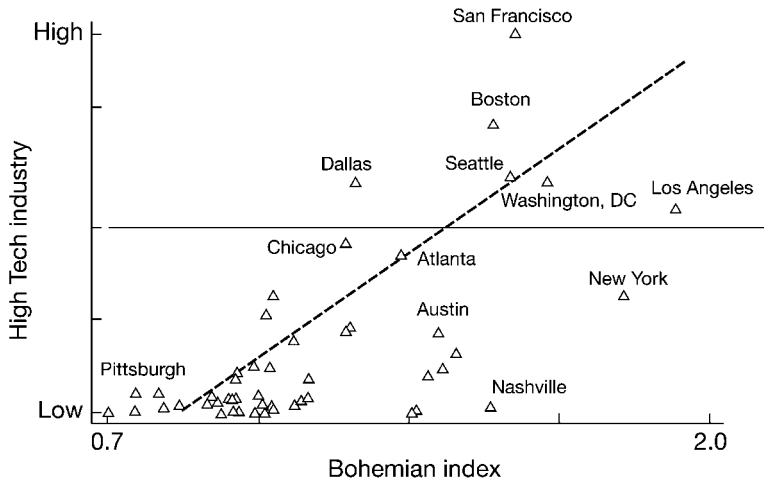 San Francisco
High
Boston
Dallas
Seattle
Washington, DC
Los Angeles
Chicago
Atlanta
New York
Austin
Pittsburgh
Nashville
Low
0.7
2.0
Bohemian index
High Tech industry